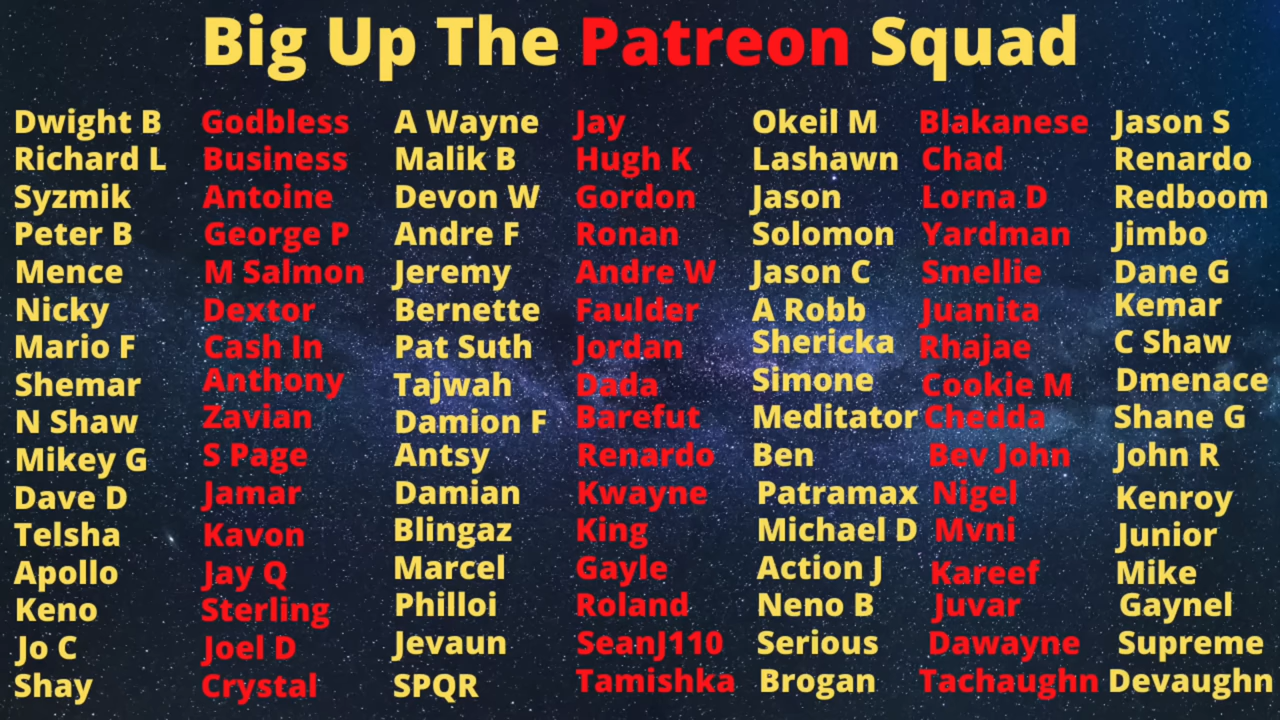 Big Up The Patreon Squad
Dwight B Godbless A Wayne Jay Okeil M Blakanese Jason S
Richard L Business Malik B Hugh K Lashawn Chad Renardo
Syzmik Antoine Devon W Gordon Jason Lorna D Redboom
Peter B George P Andre F Ronan Solomon Yardman Jimbo
Mence M Salmon Jeremy Andre W Jason C Smellie Dane G
Nicky Dextor Bernette Faulder A Robb Juanita Kemar
Mario F Cash In Pat Suth Jordan Shericka Rhajae C Shaw
Shemar Anthony Tajwah Dada Simone Cookie M Dmenace
N Shaw Zavian Damion F Barefut Meditator Chedda Shane G
Mikey G S Page Antsy Renardo Ben Bev John John R
Dave D Jamar Damian Kwayne Patramax Nigel Kenroy
Telsha Kavon Blingaz King Michael D Mvni Junior
Apollo Jay Q Marcel Gayle Action J Kareef Mike
Keno Sterling Philloi Roland Neno B Juvar Gaynel
Jo C Joel D Jevaun SeanJ110 Serious Dawayne Supreme
Shay Crystal SPQR Tamishka Brogan Tachaughn Devaughn